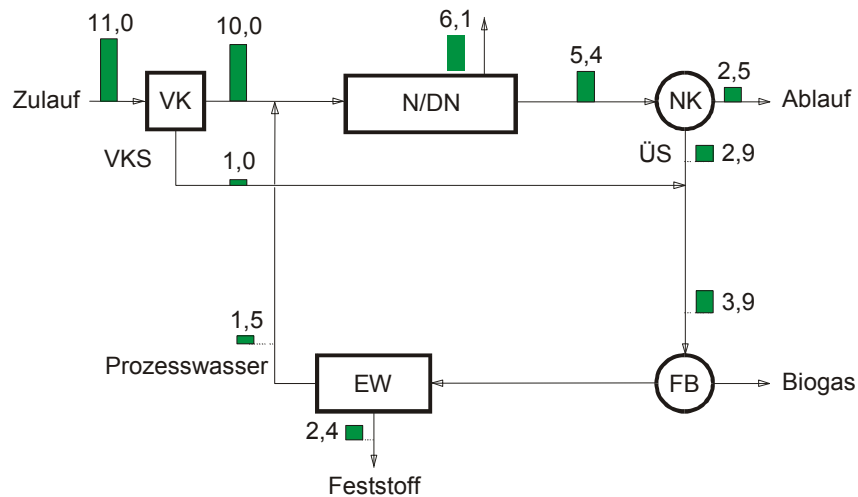 11,0
10,0
6,1
5,4
2,5
Zulauf
VK
N/DN
NK
Ablauf
VKS
1,0
ÜS
2,9
3,9
1,5
Prozesswasser
EW
FB
Biogas
2,4
Feststoff